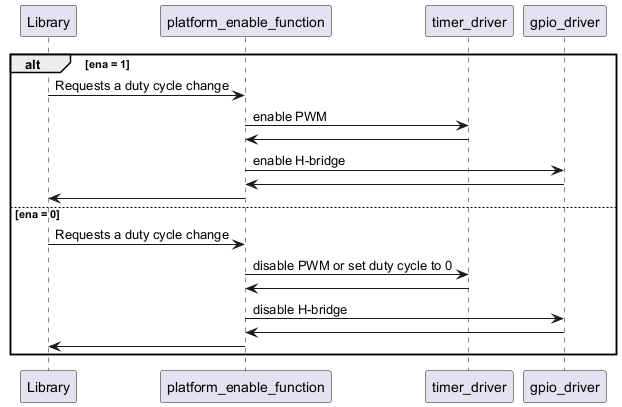 Library platform_enable_function timer_driver gpio_driver
alt [ena = 1]
Requests a duty cycle change
enable PWM
enable H-bridge
[ena = 0]
Requests a duty cycle change
disable PWM or set duty cycle to 0
disable H-bridge
Library platform_enable_function timer_driver gpio_driver